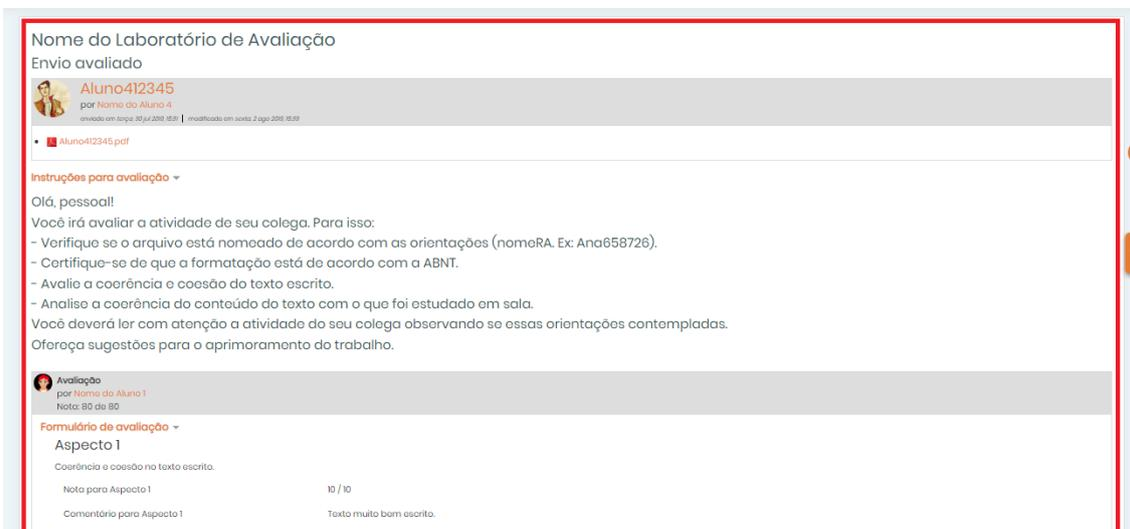 Nome do Laboratório de Avaliação
Envio avaliado
Aluno412345
por Nome do Aluno 4
enviado em terça, 30 jul 2019, 15:31 | modificado em sexta, 2 ago 2019, 15:39
Aluno412345.pdf
Instruções para avaliação
Olá, pessoal!
Você irá avaliar a atividade de seu colega. Para isso:
- Verifique se o arquivo está nomeado de acordo com as orientações (nomeRA. Ex: Ana658726).
- Certifique-se de que a formatação está de acordo com a ABNT.
- Avalie a coerência e coesão do texto escrito.
- Analise a coerência do conteúdo do texto com o que foi estudado em sala.
Você deverá ler com atenção a atividade do seu colega observando se essas orientações contempladas.
Ofereça sugestões para o aprimoramento do trabalho.
Avaliação
por Nome do Aluno 1
Nota: 80 de 80
Formulário de avaliação
Aspecto 1
Coerência e coesão no texto escrito.
Nota para Aspecto 1 10 / 10
Comentário para Aspecto 1 Texto muito bem escrito.